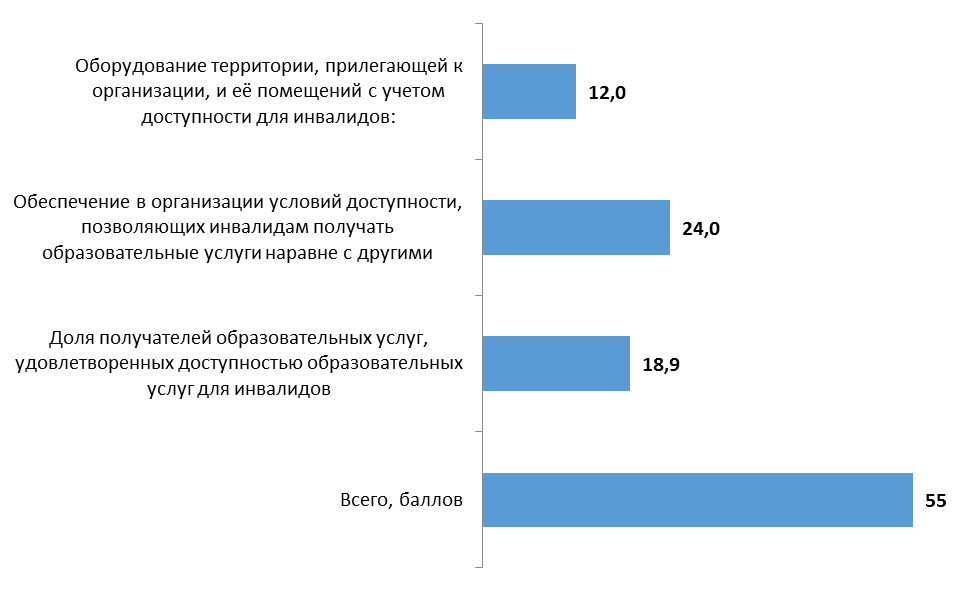 Оборудование территории, прилегающей к
организации, и её помещений с учетом
доступности для инвалидов:
12,0
Обеспечение в организации условий доступности,
позволяющих инвалидам получать
образовательные услуги наравне с другими
24,0
Доля получателей образовательных услуг,
удовлетворенных доступностью образовательных
услуг для инвалидов
18,9
Всего, баллов
55